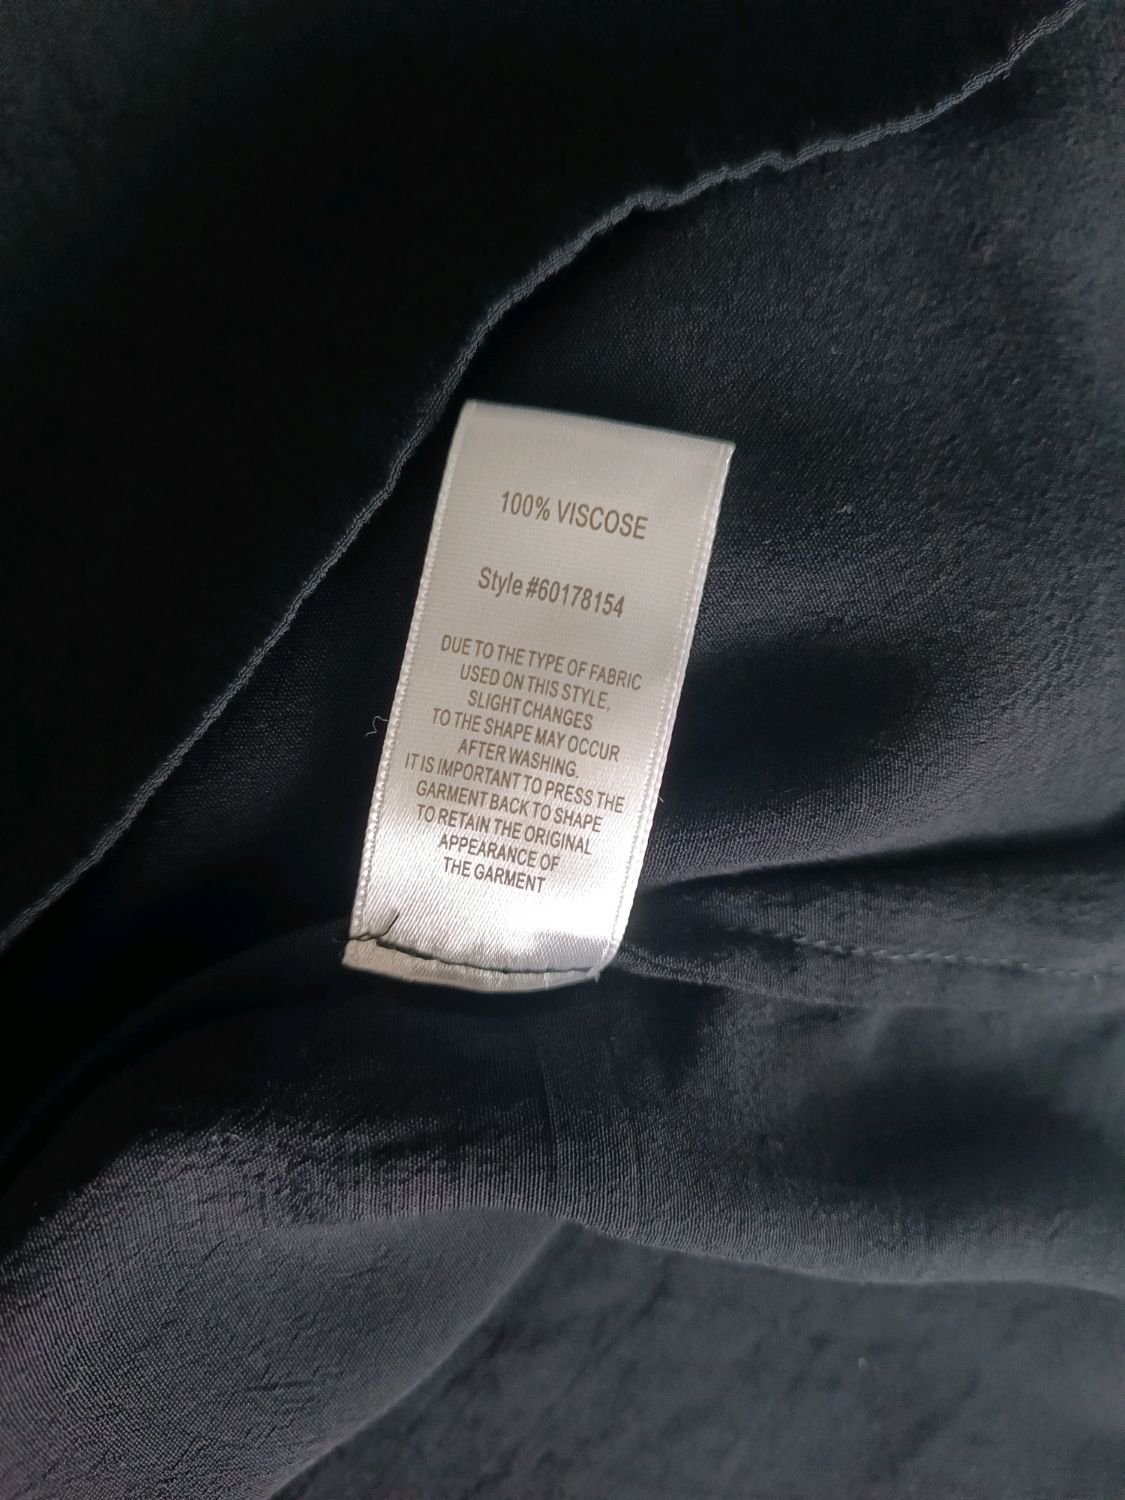 100% VISCOSE
Style #60178154
DUE TO THE TYPE OF FABRIC
USED ON THIS STYLE,
SLIGHT CHANGES
TO THE SHAPE MAY OCCUR
AFTER WASHING.
IT IS IMPORTANT TO PRESS THE
GARMENT BACK TO SHAPE
TO RETAIN THE ORIGINAL
APPEARANCE OF
THE GARMENT